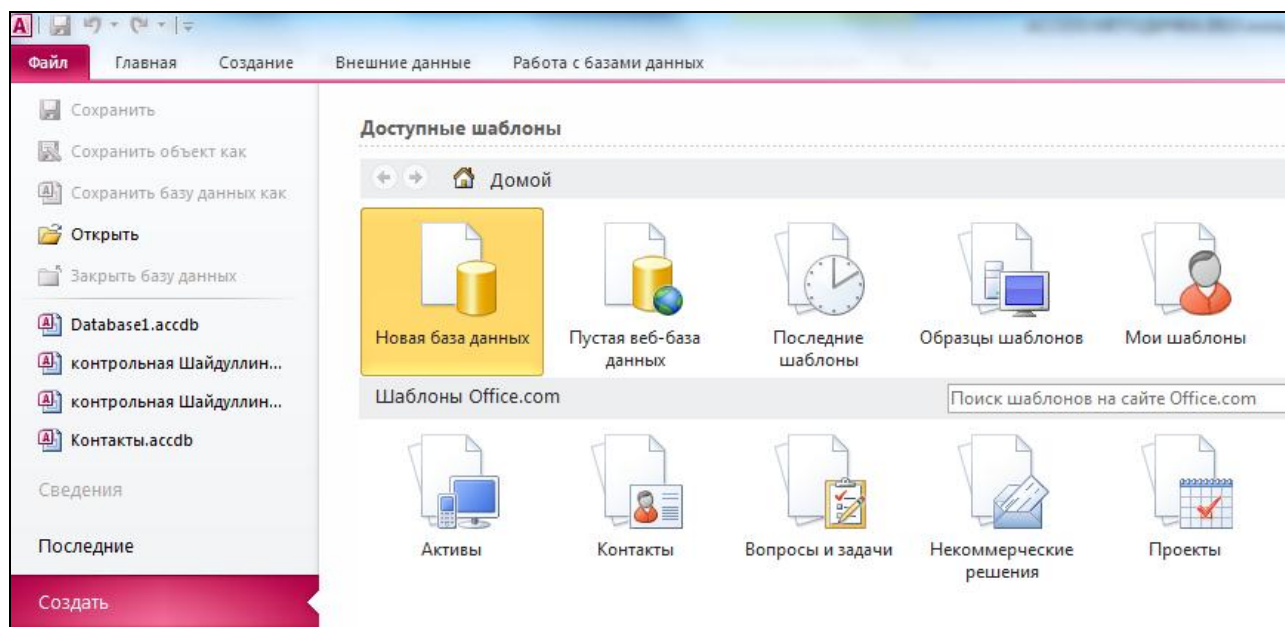 A
Файл Главная Создание Внешние данные Работа с базами данных
Сохранить
Сохранить объект как
Сохранить базу данных как
Открыть
Закрыть базу данных
Database1.accdb
контрольная Шайдуллин...
контрольная Шайдуллин...
Контакты.accdb
Сведения
Последние
Создать
Доступные шаблоны
Домой
Новая база данных
Пустая веб-база
данных
Последние
шаблоны
Образцы шаблонов
Мои шаблоны
Шаблоны Office.com
Поиск шаблонов на сайте Office.com
Активы
Контакты
Вопросы и задачи
Некоммерческие
решения
Проекты